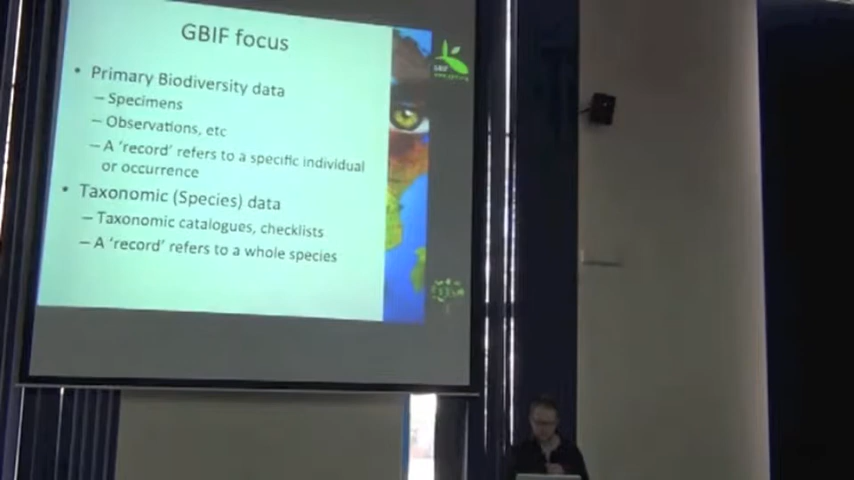 GBIF focus
• Primary Biodiversity data
– Specimens
– Observations, etc
– A 'record' refers to a specific individual
or occurrence
• Taxonomic (Species) data
– Taxonomic catalogues, checklists
– A 'record' refers to a whole species